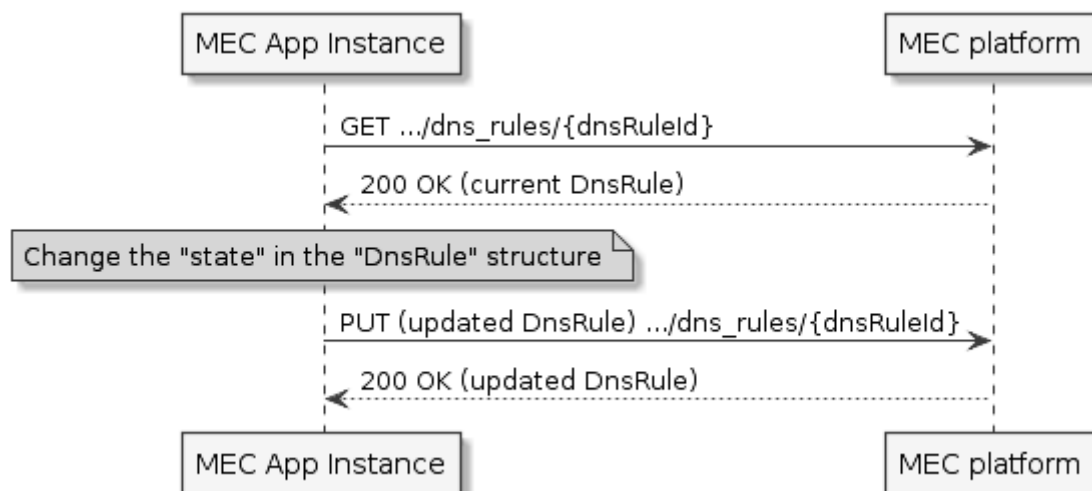 MEC App Instance
MEC platform
GET .../dns_rules/{dnsRuleId}
200 OK (current DnsRule)
Change the "state" in the "DnsRule" structure
PUT (updated DnsRule) .../dns_rules/{dnsRuleId}
200 OK (updated DnsRule)
MEC App Instance
MEC platform